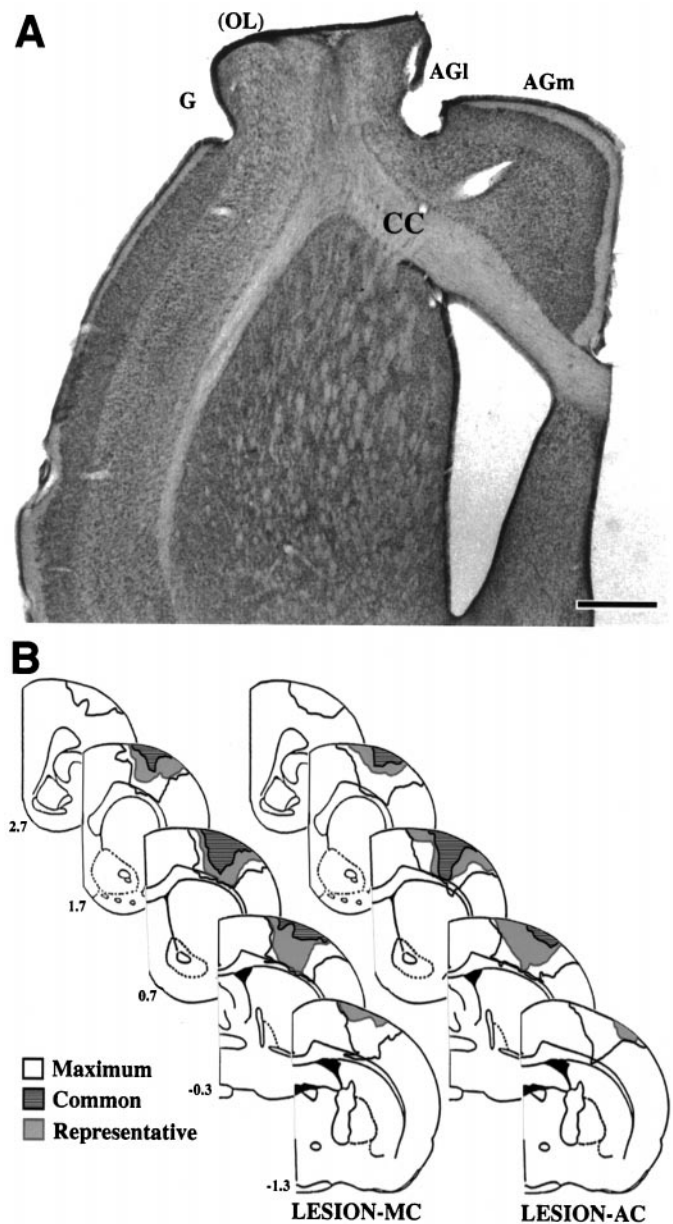 A
(OL)
AGl
AGm
G
CC
B
2.7
1.7
0.7
-0.3
-1.3
Maximum
Common
Representative
LESION-MC
LESION-AC